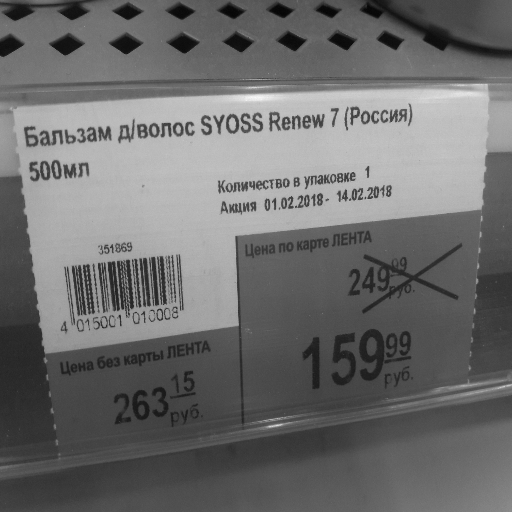 Бальзам д/волос SYOSS Renew 7 (Россия)
500мл
Количество в упаковке 1
Акция 01.02.2018- 14.02.2018
351869
4 015001 010008
Цена по карте ЛЕНТА
249 99
руб.
159 99
руб.
Цена без карты ЛЕНТА
263 15
руб.